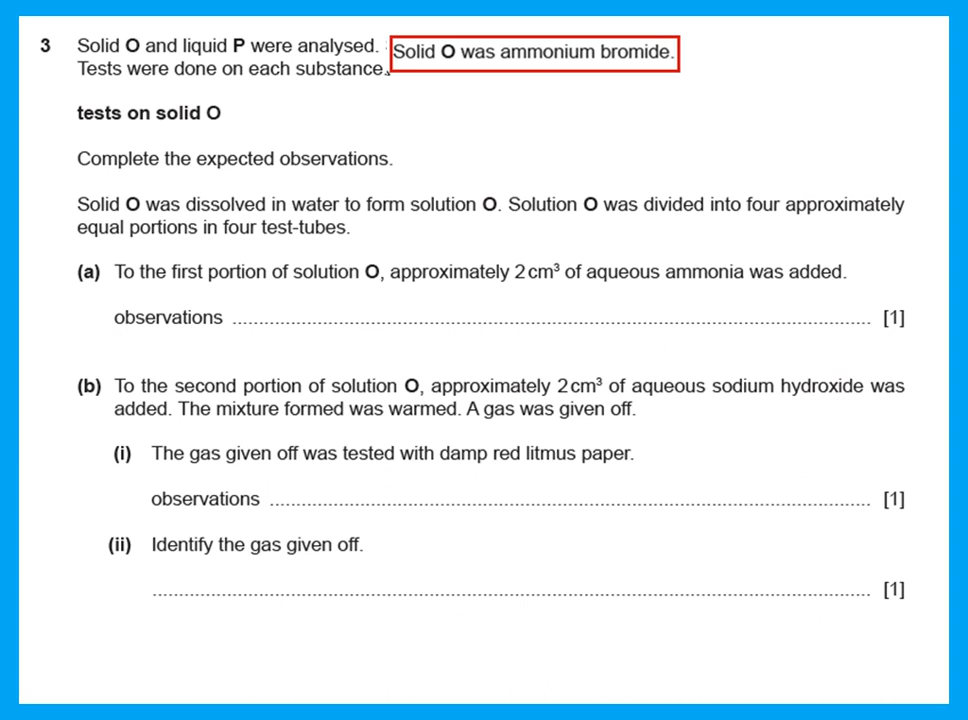 3 Solid O and liquid P were analysed. Solid O was ammonium bromide.
Tests were done on each substance.
tests on solid O
Complete the expected observations.
Solid O was dissolved in water to form solution O. Solution O was divided into four approximately
equal portions in four test-tubes.
(a) To the first portion of solution O, approximately 2 cm³ of aqueous ammonia was added.
observations ........................................................................ [1]
(b) To the second portion of solution O, approximately 2 cm³ of aqueous sodium hydroxide was
added. The mixture formed was warmed. A gas was given off.
(i) The gas given off was tested with damp red litmus paper.
observations ........................................................................ [1]
(ii) Identify the gas given off.
........................................................................ [1]